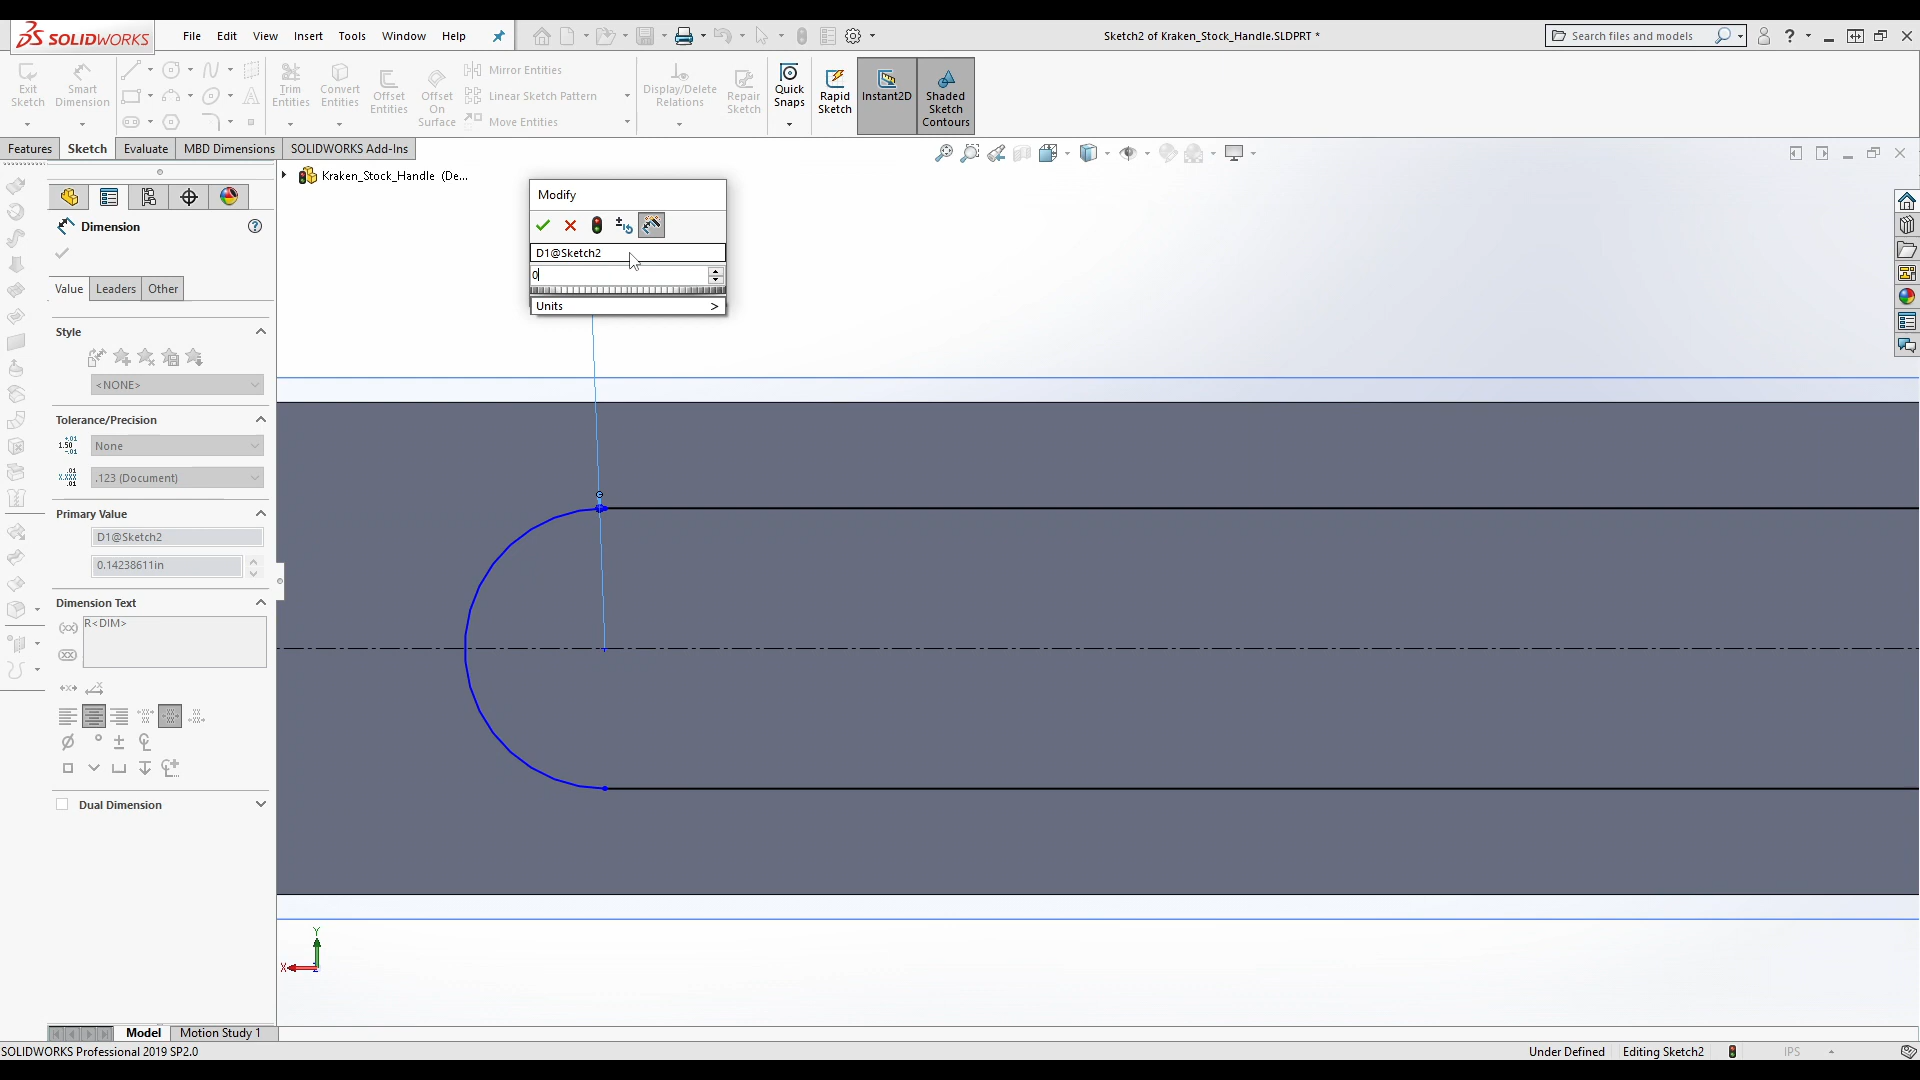 SOLIDWORKS File Edit View Insert Tools Window Help Sketch2 of Kraken_Stock_Handle.SLDPRT * Search files and models ?
Exit Sketch
Smart Dimension
Trim Entities
Convert Entities
Offset Entities
Offset On Surface
Mirror Entities
Linear Sketch Pattern
Move Entities
Display/Delete Relations
Repair Sketch
Quick Snaps
Rapid Sketch
Instant2D
Shaded Sketch Contours
Features Sketch Evaluate MBD Dimensions SOLIDWORKS Add-Ins
Kraken_Stock_Handle (De...
Modify
D1@Sketch2
0
Units >
Dimension ?
Value Leaders Other
Style
<NONE>
Tolerance/Precision
None
.123 (Document)
Primary Value
D1@Sketch2
0.14238611in
Dimension Text
R<DIM>
Dual Dimension
Y
X
Model Motion Study 1
SOLIDWORKS Professional 2019 SP2.0 Under Defined Editing Sketch2 IPS